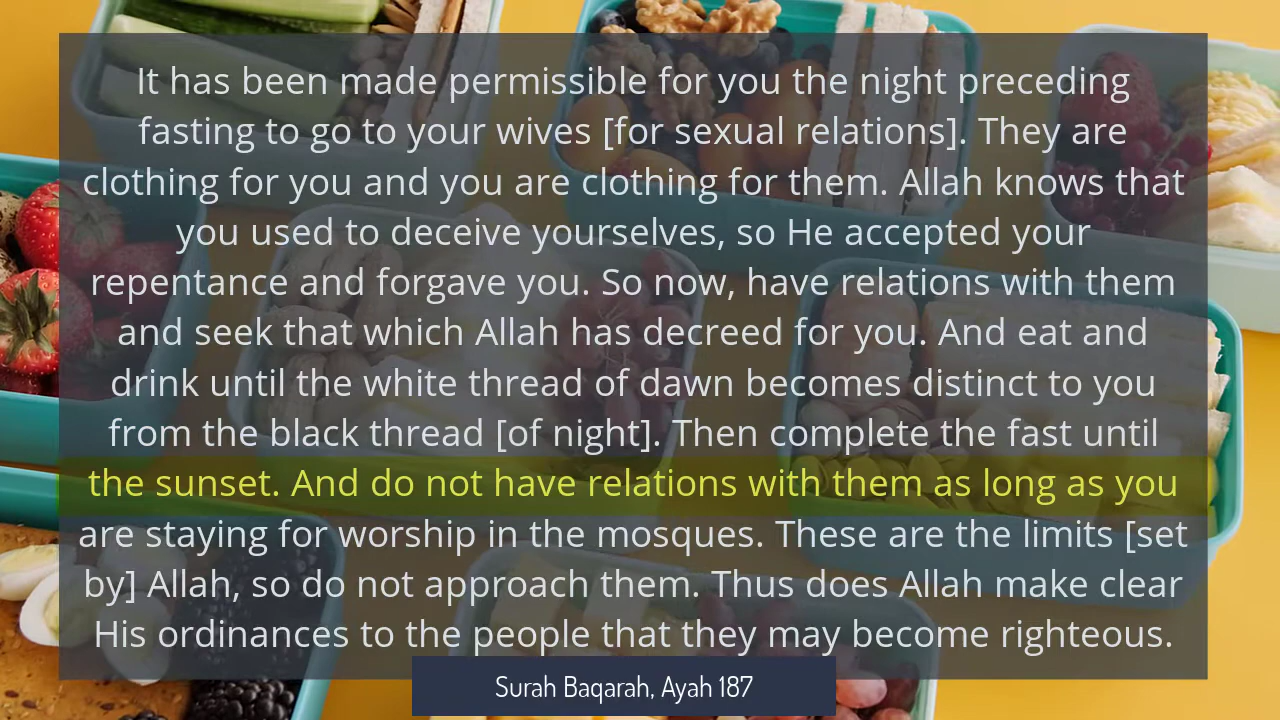 It has been made permissible for you the night preceding
fasting to go to your wives [for sexual relations]. They are
clothing for you and you are clothing for them. Allah knows that
you used to deceive yourselves, so He accepted your
repentance and forgave you. So now, have relations with them
and seek that which Allah has decreed for you. And eat and
drink until the white thread of dawn becomes distinct to you
from the black thread [of night]. Then complete the fast until
the sunset. And do not have relations with them as long as you
are staying for worship in the mosques. These are the limits [set
by] Allah, so do not approach them. Thus does Allah make clear
His ordinances to the people that they may become righteous.
Surah Baqarah, Ayah 187